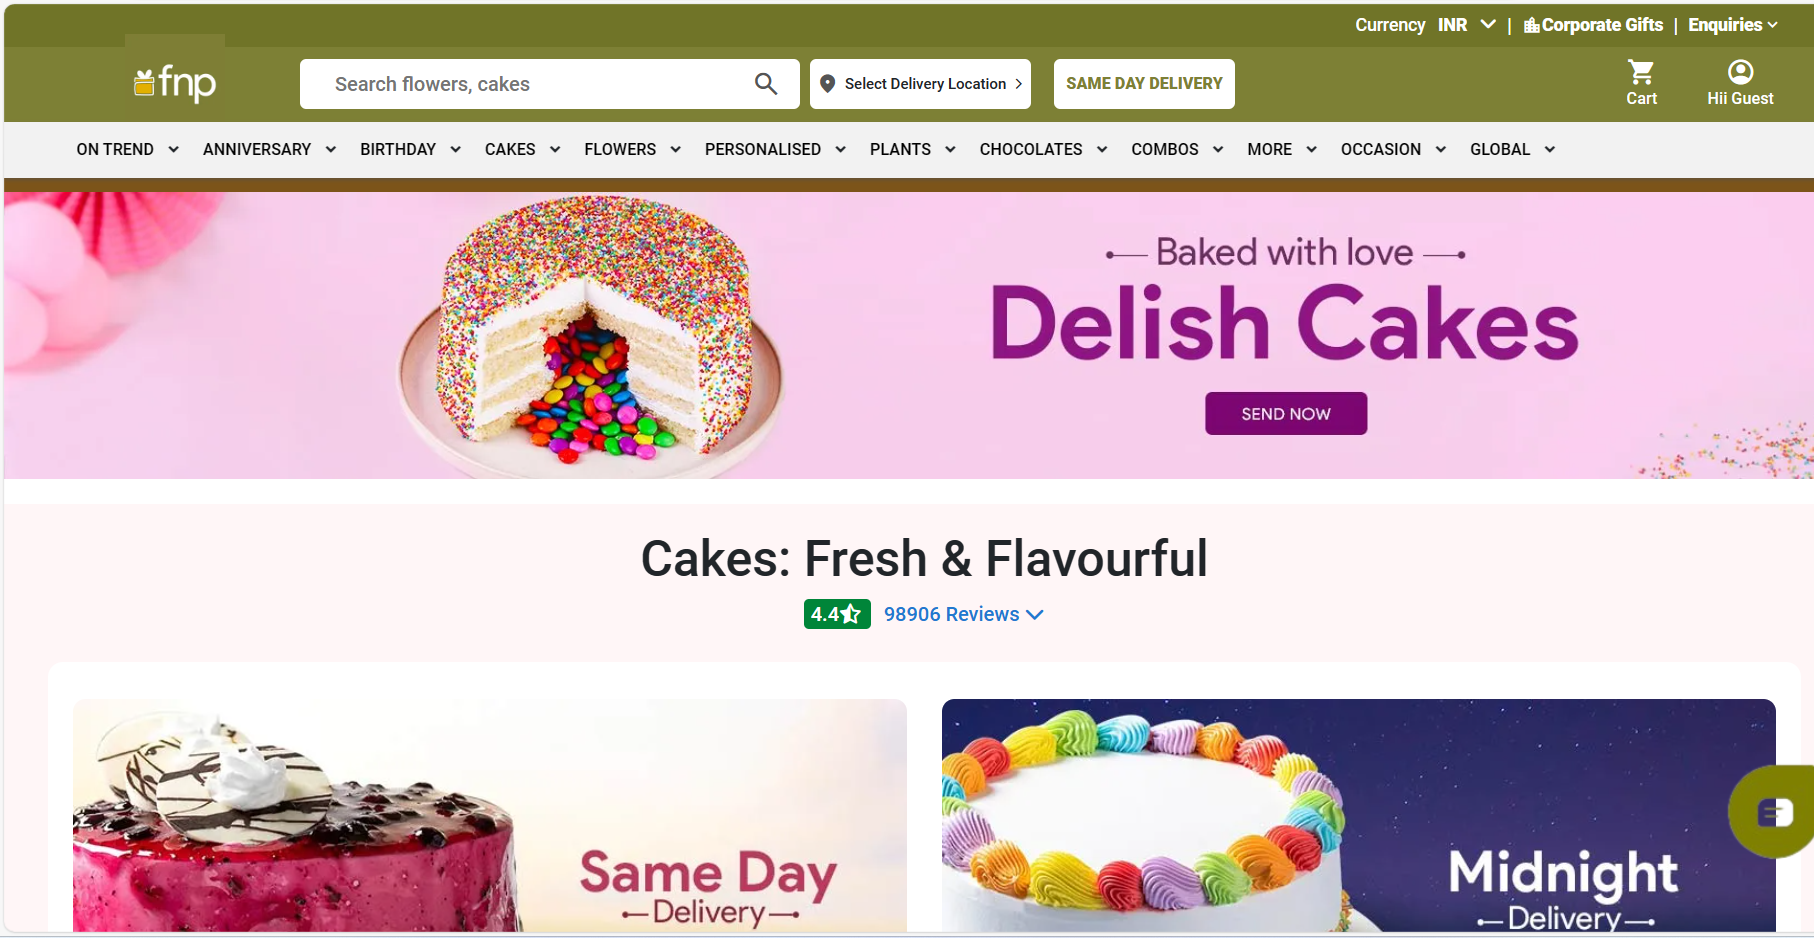 Currency INR | Corporate Gifts | Enquiries
fnp
Search flowers, cakes
Select Delivery Location
SAME DAY DELIVERY
Cart
Hii Guest
ON TREND ANNIVERSARY BIRTHDAY CAKES FLOWERS PERSONALISED PLANTS CHOCOLATES COMBOS MORE OCCASION GLOBAL
Baked with love
Delish Cakes
SEND NOW
Cakes: Fresh & Flavourful
4.4 98906 Reviews
Same Day
Delivery
Midnight
Delivery